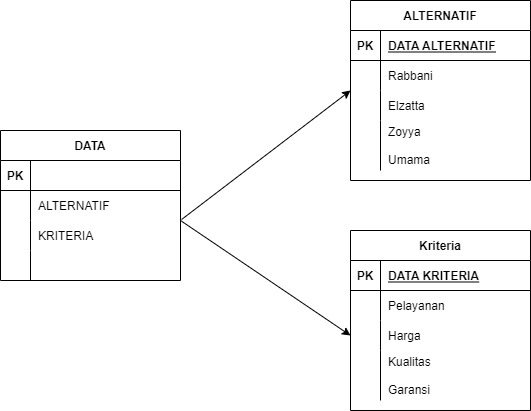 DATA
PK
ALTERNATIF
KRITERIA
ALTERNATIF
PK DATA ALTERNATIF
Rabbani
Elzatta
Zoyya
Umama
Kriteria
PK DATA KRITERIA
Pelayanan
Harga
Kualitas
Garansi